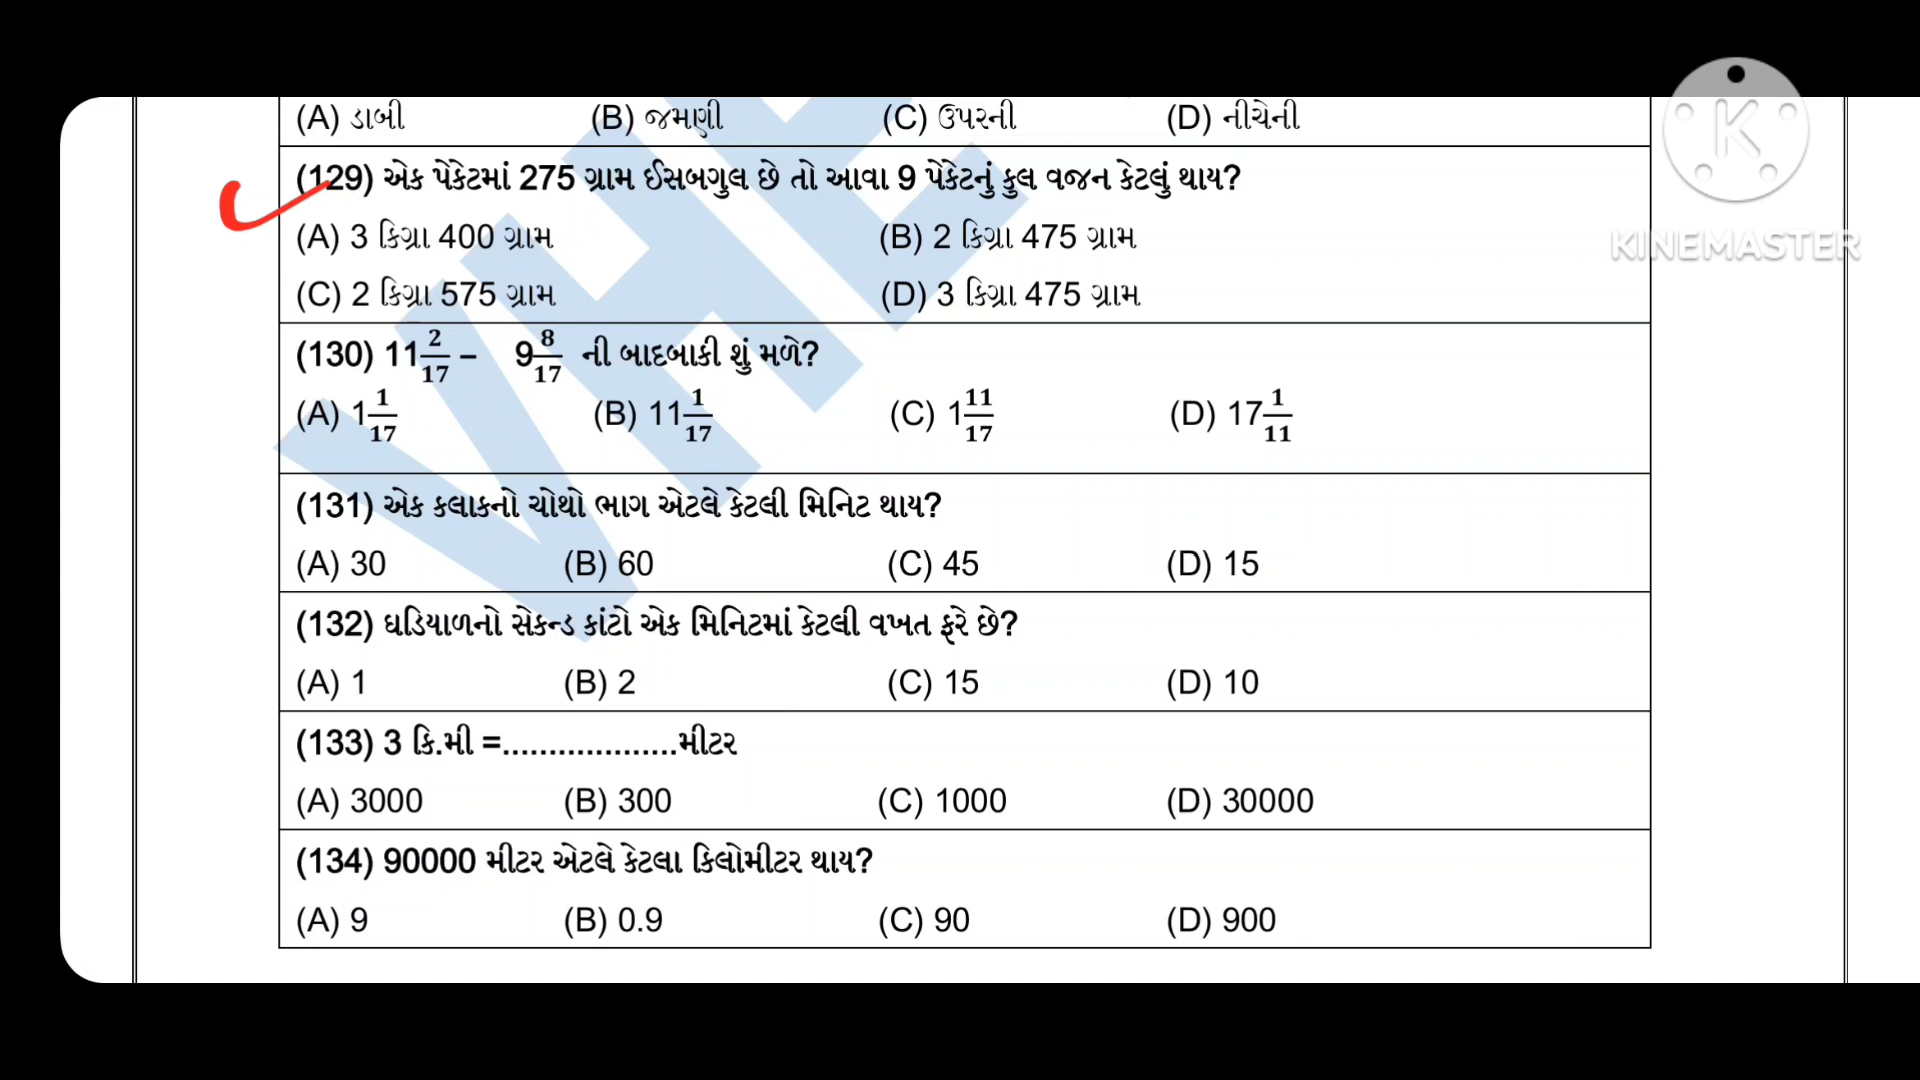 (A) ડાબી (B) જમણી (C) ઉપરની (D) નીચેની
(129) એક પેકેટમાં 275 ગ્રામ ઈસબગુલ છે તો આવા 9 પેકેટનું કુલ વજન કેટલું થાય?
(A) 3 કિગ્રા 400 ગ્રામ (B) 2 કિગ્રા 475 ગ્રામ
(C) 2 કિગ્રા 575 ગ્રામ (D) 3 કિગ્રા 475 ગ્રામ
(130) 11 2/17 – 9 8/17 ની બાદબાકી શું મળે?
(A) 1 1/17 (B) 11 1/17 (C) 1 11/17 (D) 17 1/11
(131) એક કલાકનો ચોથો ભાગ એટલે કેટલી મિનિટ થાય?
(A) 30 (B) 60 (C) 45 (D) 15
(132) ઘડિયાળનો સેકન્ડ કાંટો એક મિનિટમાં કેટલી વખત ફરે છે?
(A) 1 (B) 2 (C) 15 (D) 10
(133) 3 કિ.મી =...................મીટર
(A) 3000 (B) 300 (C) 1000 (D) 30000
(134) 90000 મીટર એટલે કેટલા કિલોમીટર થાય?
(A) 9 (B) 0.9 (C) 90 (D) 900
K
KINEMASTER
VHE